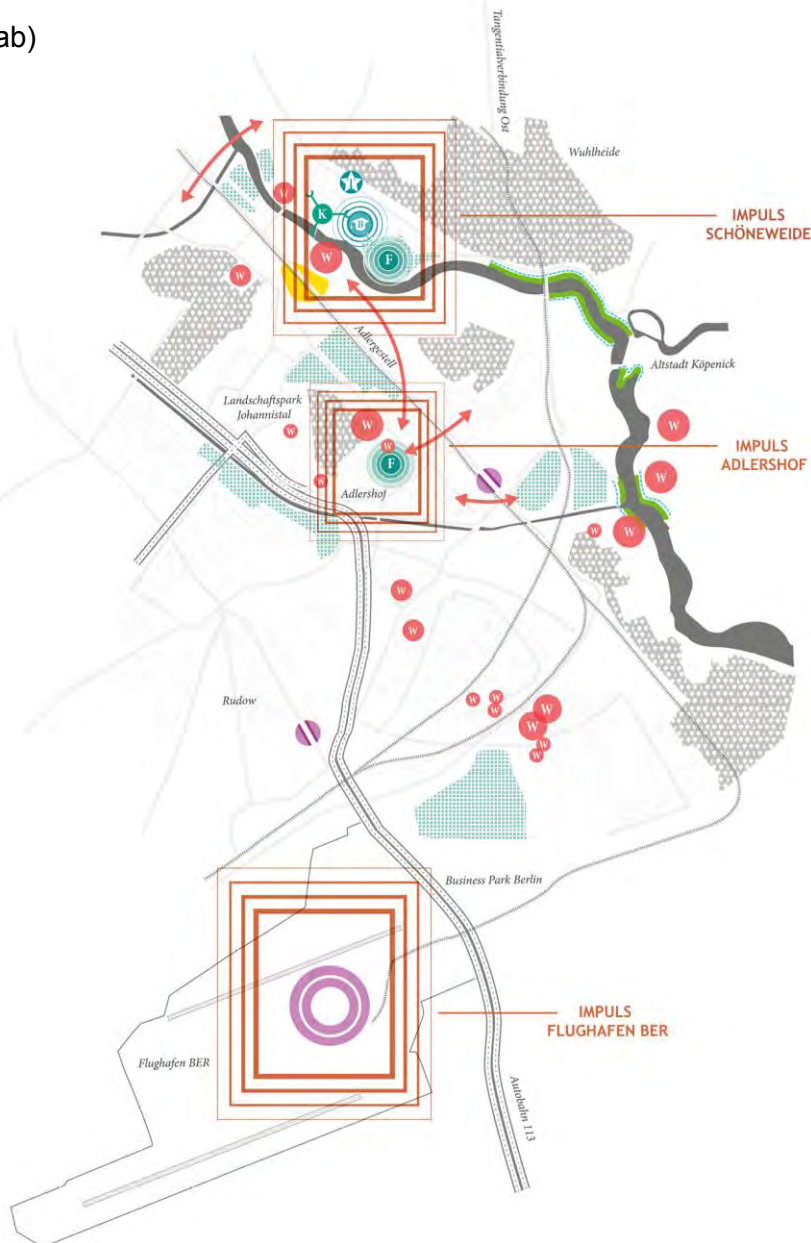 ab)
Tangentialverbindung Ost
Wuhlheide
W
K
B
F
W
W
IMPULS
SCHÖNEWEIDE
Adlergestell
Altstadt Köpenick
Landschaftspark
Johannistal
W
W
W
W
F
W
Adlershof
IMPULS
ADLERSHOF
W
W
W
W
W
W
Rudow
W
W
W
W
W
W
W
Business Park Berlin
IMPULS
FLUGHAFEN BER
Flughafen BER
Autobahn 113